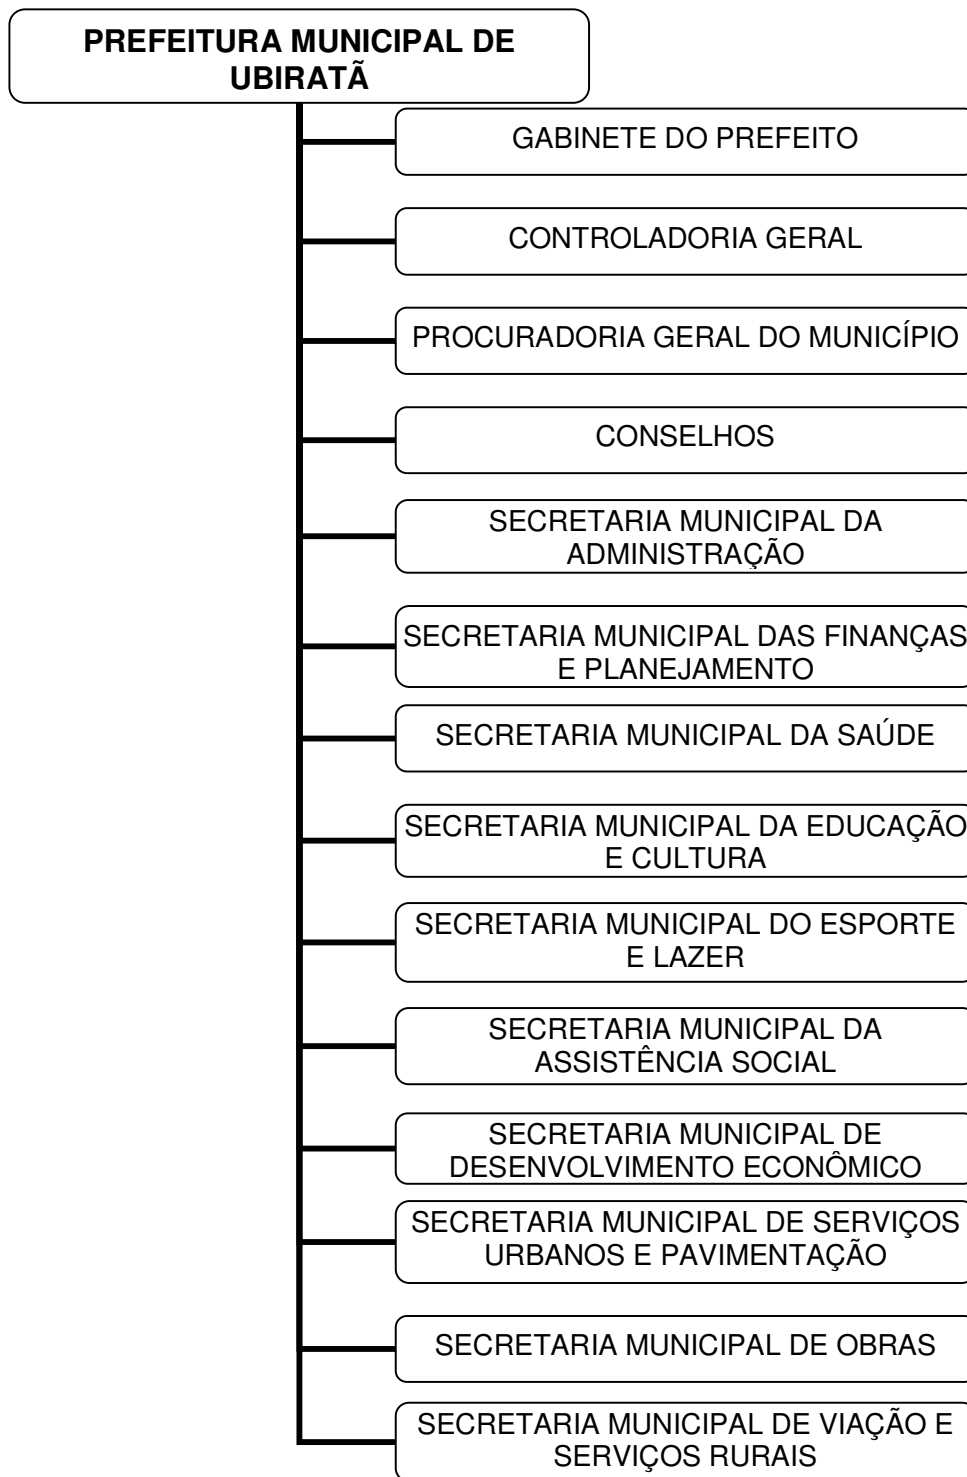 PREFEITURA MUNICIPAL DE
UBIRATÃ
GABINETE DO PREFEITO
CONTROLADORIA GERAL
PROCURADORIA GERAL DO MUNICÍPIO
CONSELHOS
SECRETARIA MUNICIPAL DA
ADMINISTRAÇÃO
SECRETARIA MUNICIPAL DAS FINANÇAS
E PLANEJAMENTO
SECRETARIA MUNICIPAL DA SAÚDE
SECRETARIA MUNICIPAL DA EDUCAÇÃO
E CULTURA
SECRETARIA MUNICIPAL DO ESPORTE
E LAZER
SECRETARIA MUNICIPAL DA
ASSISTÊNCIA SOCIAL
SECRETARIA MUNICIPAL DE
DESENVOLVIMENTO ECONÔMICO
SECRETARIA MUNICIPAL DE SERVIÇOS
URBANOS E PAVIMENTAÇÃO
SECRETARIA MUNICIPAL DE OBRAS
SECRETARIA MUNICIPAL DE VIAÇÃO E
SERVIÇOS RURAIS